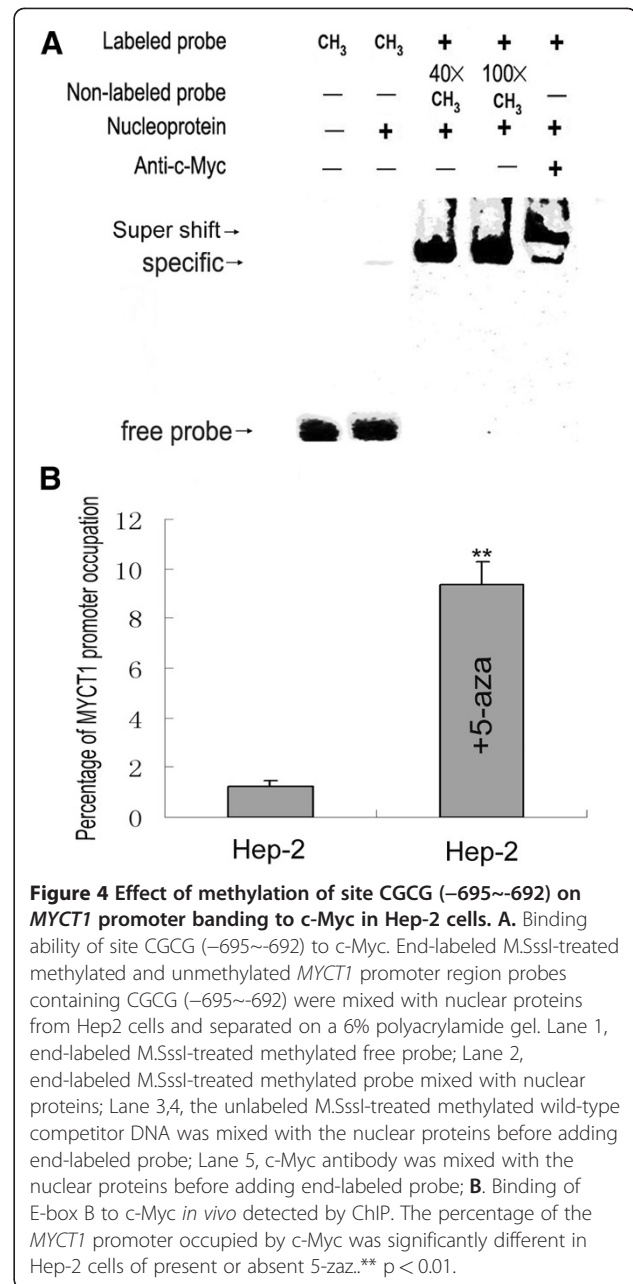 A
Labeled probe CH₃ CH₃ + + +
Non-labeled probe — — 40× CH₃ 100× CH₃ —
Nucleoprotein — + + + +
Anti-c-Myc — — — — +
Super shift→
specific→
free probe→
B
Percentage of MYCT1 promoter occupation
12
10
8
6
4
2
0
**
+5-aza
Hep-2 Hep-2
Figure 4 Effect of methylation of site CGCG (−695~-692) on
MYCT1 promoter banding to c-Myc in Hep-2 cells. A. Binding
ability of site CGCG (−695~-692) to c-Myc. End-labeled M.SssI-treated
methylated and unmethylated MYCT1 promoter region probes
containing CGCG (−695~-692) were mixed with nuclear proteins
from Hep2 cells and separated on a 6% polyacrylamide gel. Lane 1,
end-labeled M.SssI-treated methylated free probe; Lane 2,
end-labeled M.SssI-treated methylated probe mixed with nuclear
proteins; Lane 3,4, the unlabeled M.SssI-treated methylated wild-type
competitor DNA was mixed with the nuclear proteins before adding
end-labeled probe; Lane 5, c-Myc antibody was mixed with the
nuclear proteins before adding end-labeled probe; B. Binding of
E-box B to c-Myc in vivo detected by ChIP. The percentage of the
MYCT1 promoter occupied by c-Myc was significantly different in
Hep-2 cells of present or absent 5-zaz..** p < 0.01.